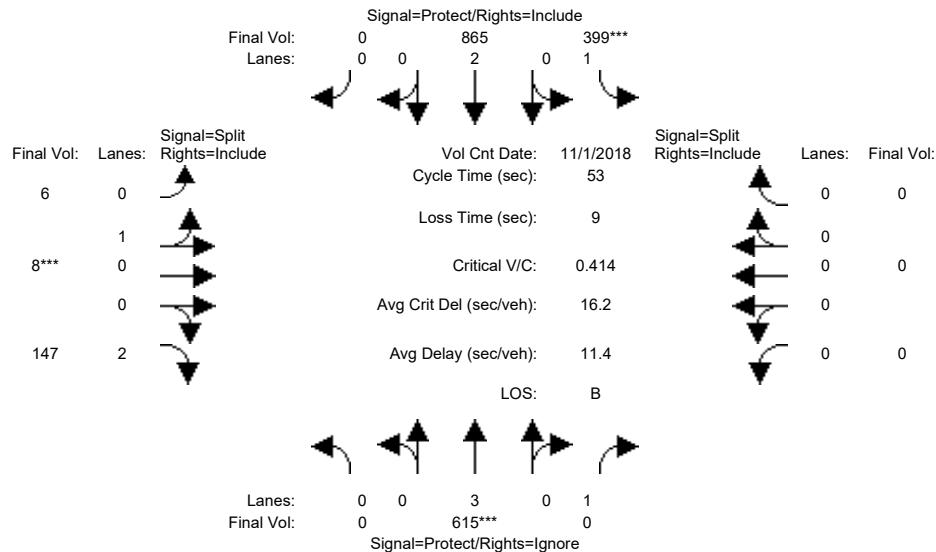 Signal=Protect/Rights=Include
Final Vol: 0 865 399***
Lanes: 0 0 2 0 1
Signal=Split
Final Vol: Lanes: Rights=Include
Vol Cnt Date: 11/1/2018
Signal=Split
Rights=Include Lanes: Final Vol:
Cycle Time (sec): 53
6 0
0 0
Loss Time (sec): 9
1
0
8*** 0
Critical V/C: 0.414
0 0
0
Avg Crit Del (sec/veh): 16.2
0
147 2
Avg Delay (sec/veh): 11.4
0 0
LOS: B
Lanes: 0 0 3 0 1
Final Vol: 0 615*** 0
Signal=Protect/Rights=Ignore